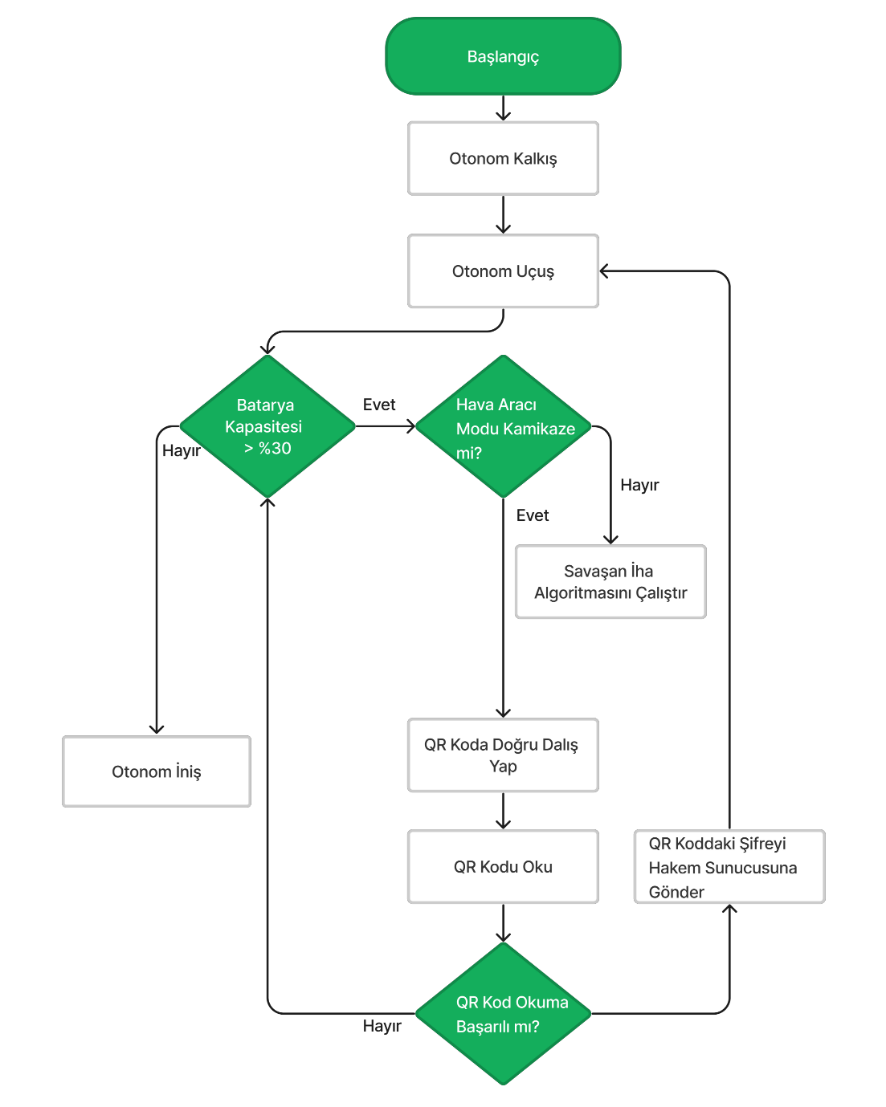 Başlangıç
Otonom Kalkış
Otonom Uçuş
Batarya
Kapasitesi
> %30
Evet
Hava Aracı
Modu Kamikaze
mi?
Hayır
Hayır
Evet
Savaşan İha
Algoritmasını Çalıştır
QR Koda Doğru Dalış
Yap
Otonom İniş
QR Kodu Oku
QR Koddaki Şifreyi
Hakem Sunucusuna
Gönder
QR Kod Okuma
Başarılı mı?
Hayır